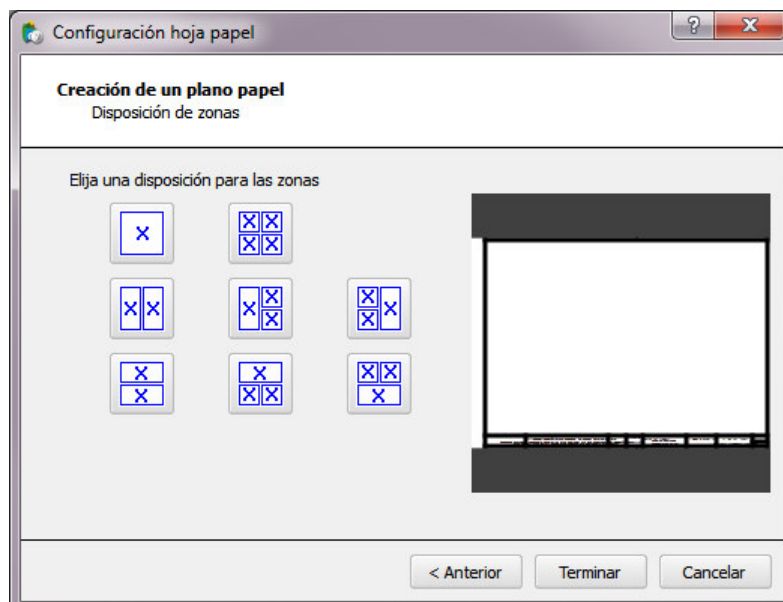 Configuración hoja papel
?
X
Creación de un plano papel
Disposición de zonas
Elija una disposición para las zonas
X
X X
X X
X X
X X
X
X X
X
X
X
X
X X
X X
X
< Anterior
Terminar
Cancelar